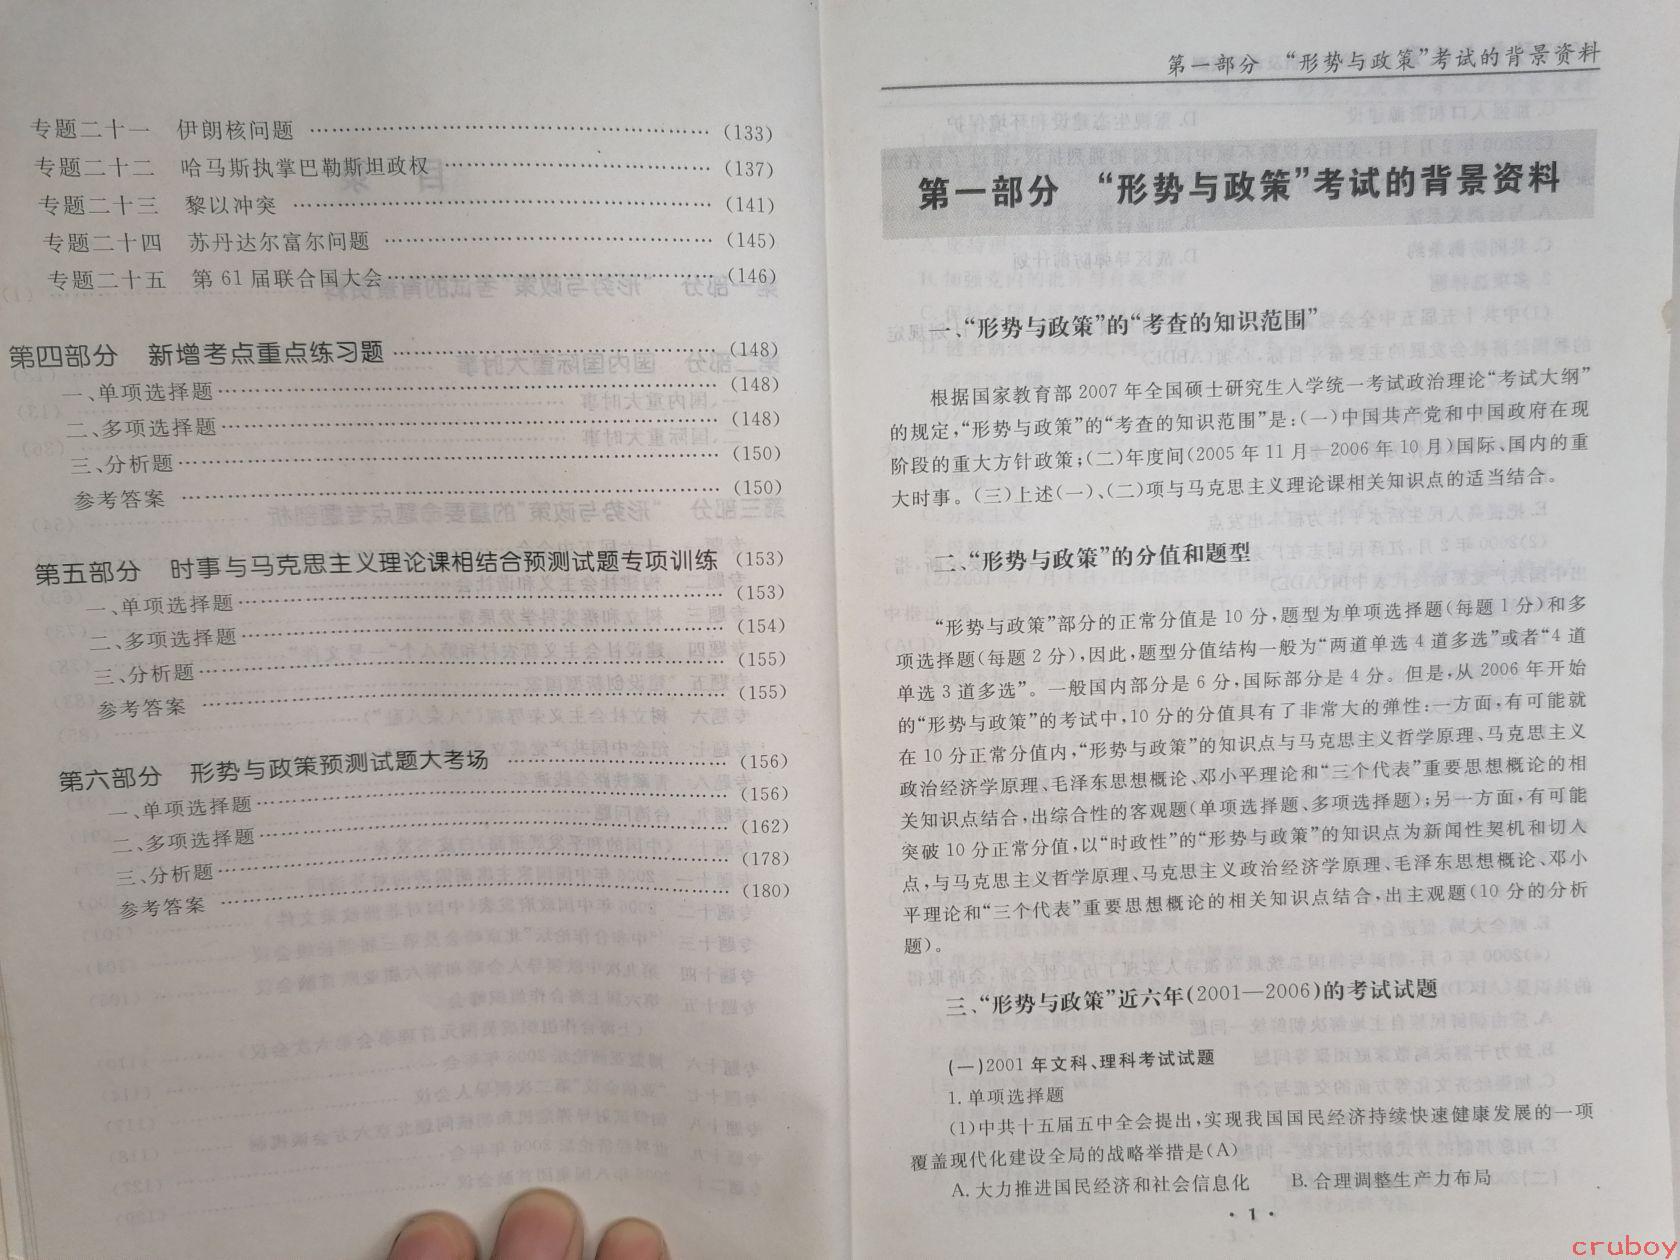 专题二十一 伊朗核问题 ……………………………………………… (133)
专题二十二 哈马斯执掌巴勒斯坦政权 ……………………………… (137)
专题二十三 黎以冲突 ………………………………………………… (141)
专题二十四 苏丹达尔富尔问题 ……………………………………… (145)
专题二十五 第61届联合国大会……………………………………… (146)
第四部分 新增考点重点练习题 ……………………………………… (148)
一、单项选择题 ………………………………………………………… (148)
二、多项选择题 ………………………………………………………… (148)
三、分析题 ……………………………………………………………… (150)
参考答案 ………………………………………………………………… (150)
第五部分 时事与马克思主义理论课相结合预测试题专项训练 (153)
一、单项选择题 ………………………………………………………… (153)
二、多项选择题 ………………………………………………………… (154)
三、分析题 ……………………………………………………………… (155)
参考答案 ………………………………………………………………… (155)
第六部分 形势与政策预测试题大考场 ……………………………… (156)
一、单项选择题 ………………………………………………………… (156)
二、多项选择题 ………………………………………………………… (162)
三、分析题 ……………………………………………………………… (178)
参考答案 ………………………………………………………………… (180)
第一部分 “形势与政策”考试的背景资料
第一部分 “形势与政策”考试的背景资料
一、“形势与政策”的“考查的知识范围”
根据国家教育部2007年全国硕士研究生入学统一考试政治理论“考试大纲”
的规定,“形势与政策”的“考查的知识范围”是:(一)中国共产党和中国政府在现
阶段的重大方针政策;(二)年度间(2005年11月—2006年10月)国际、国内的重
大时事。(三)上述(一)、(二)项与马克思主义理论课相关知识点的适当结合。
二、“形势与政策”的分值和题型
“形势与政策”部分的正常分值是10分,题型为单项选择题(每题1分)和多
项选择题(每题2分),因此,题型分值结构一般为“两道单选4道多选”或者“4道
单选3道多选”。一般国内部分是6分,国际部分是4分。但是,从2006年开始
的“形势与政策”的考试中,10分的分值具有了非常大的弹性:一方面,有可能就
在10分正常分值内,“形势与政策”的知识点与马克思主义哲学原理、马克思主义
政治经济学原理、毛泽东思想概论、邓小平理论和“三个代表”重要思想概论的相
关知识点结合,出综合性的客观题(单项选择题、多项选择题);另一方面,有可能
突破10分正常分值,以“时政性”的“形势与政策”的知识点为新闻性契机和切入
点,与马克思主义哲学原理、马克思主义政治经济学原理、毛泽东思想概论、邓小
平理论和“三个代表”重要思想概论的相关知识点结合,出主观题(10分的分析
题)。
三、“形势与政策”近六年(2001—2006)的考试试题
(一)2001年文科、理科考试试题
1.单项选择题
(1)中共十五届五中全会提出,实现我国国民经济持续快速健康发展的一项
覆盖现代化建设全局的战略举措是(A)
A.大力推进国民经济和社会信息化 B.合理调整生产力布局
· 1 ·
cruboy